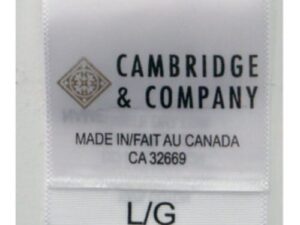 CAMBRIDGE
& COMPANY
MADE IN/FAIT AU CANADA
CA 32669
L/G